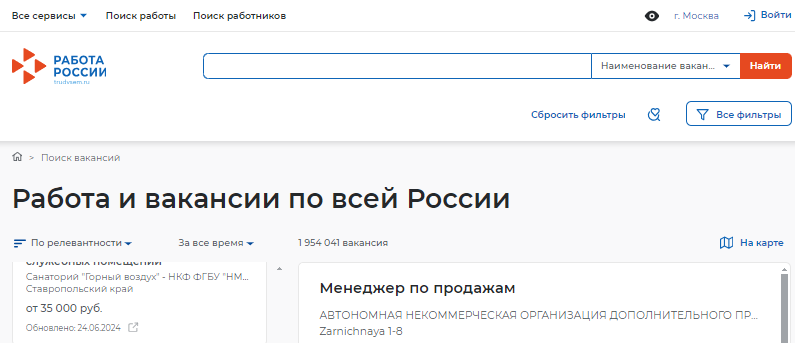 Все сервисы Поиск работы Поиск работников г. Москва Войти
РАБОТА
РОССИИ
trudvsem.ru
Наименование вакан... Найти
Сбросить фильтры Все фильтры
> Поиск вакансий
Работа и вакансии по всей России
По релевантности За все время 1 954 041 вакансия На карте
служебных помещений
Санаторий "Горный воздух" - НКФ ФГБУ "НМ...
Ставропольский край
от 35 000 руб.
Обновлено: 24.06.2024
Менеджер по продажам
АВТОНОМНАЯ НЕКОММЕРЧЕСКАЯ ОРГАНИЗАЦИЯ ДОПОЛНИТЕЛЬНОГО ПР...
Zarnichnaya 1-8